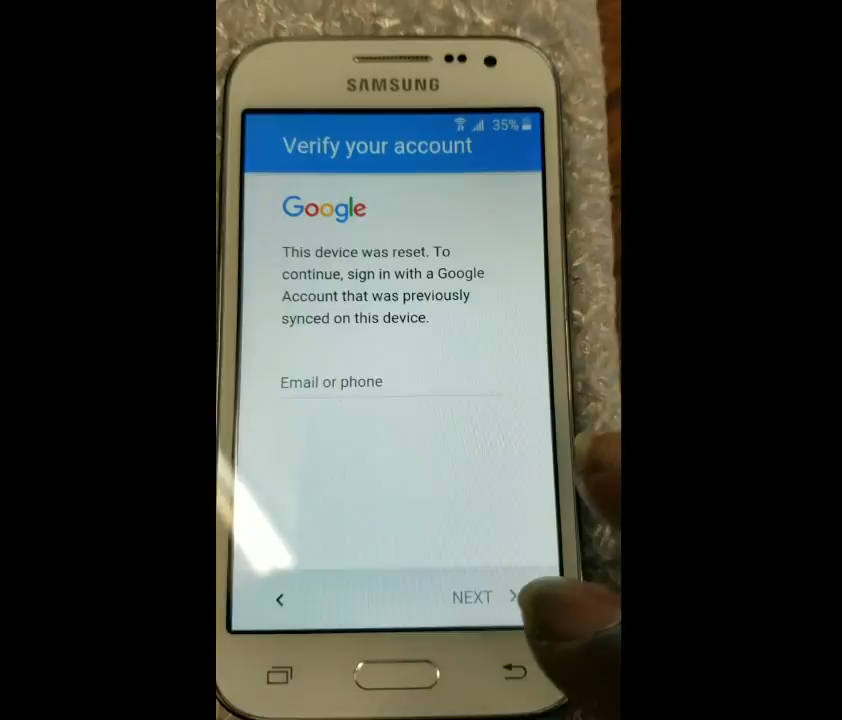 SAMSUNG
35%
Verify your account
Google
This device was reset. To
continue, sign in with a Google
Account that was previously
synced on this device.
Email or phone
NEXT